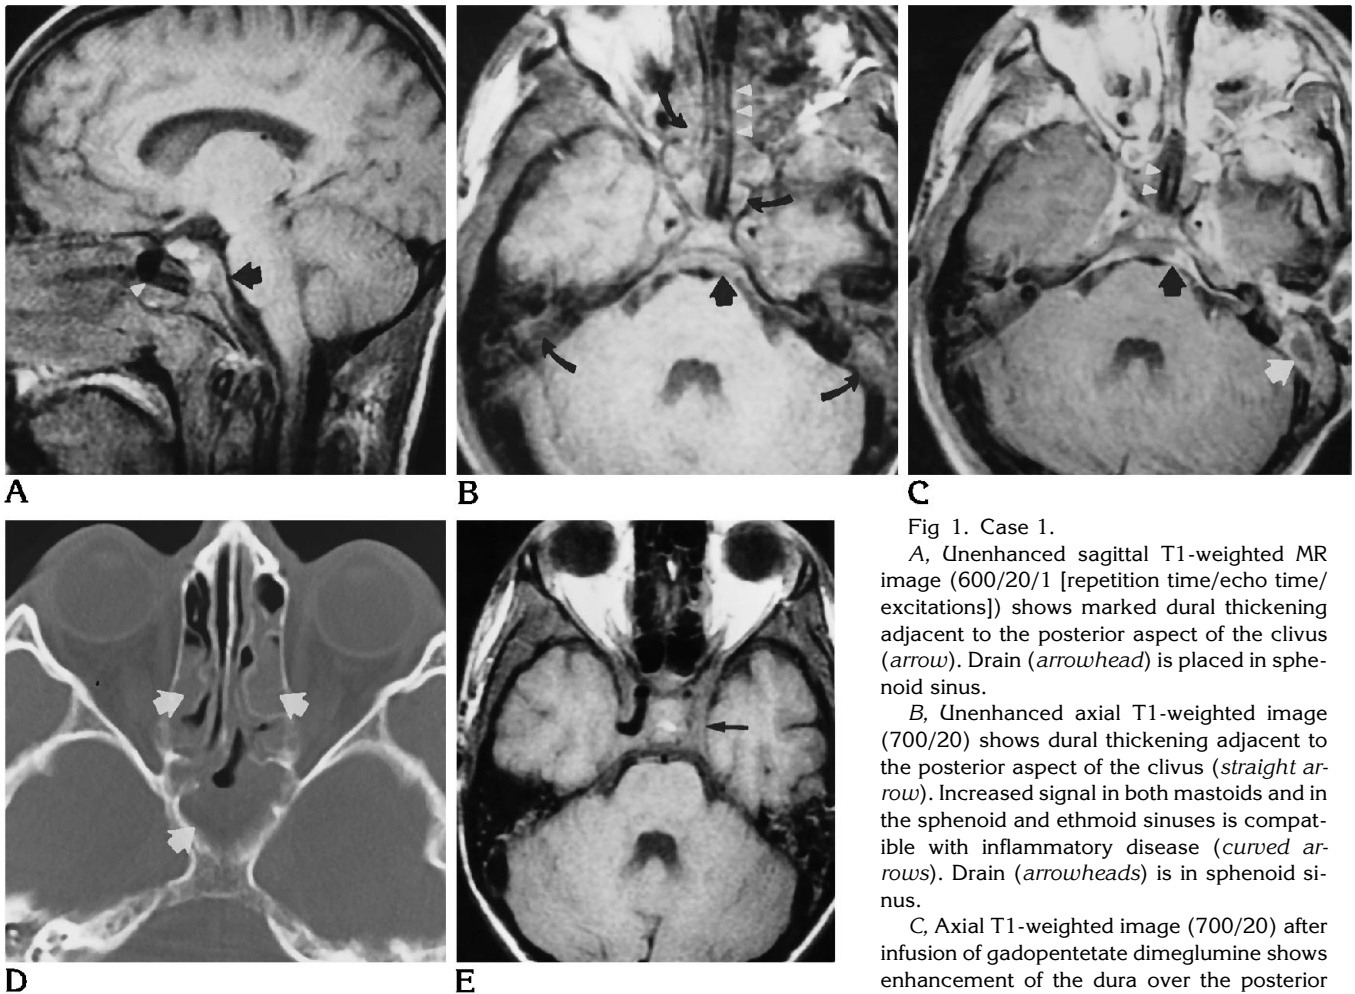 A
B
C
D
E
Fig 1. Case 1.
A, Unenhanced sagittal T1-weighted MR
image (600/20/1 [repetition time/echo time/
excitations]) shows marked dural thickening
adjacent to the posterior aspect of the clivus
(arrow). Drain (arrowhead) is placed in sphe-
noid sinus.
B, Unenhanced axial T1-weighted image
(700/20) shows dural thickening adjacent to
the posterior aspect of the clivus (straight ar-
row). Increased signal in both mastoids and in
the sphenoid and ethmoid sinuses is compat-
ible with inflammatory disease (curved ar-
rows). Drain (arrowheads) is in sphenoid si-
nus.
C, Axial T1-weighted image (700/20) after
infusion of gadopentetate dimeglumine shows
enhancement of the dura over the posterior